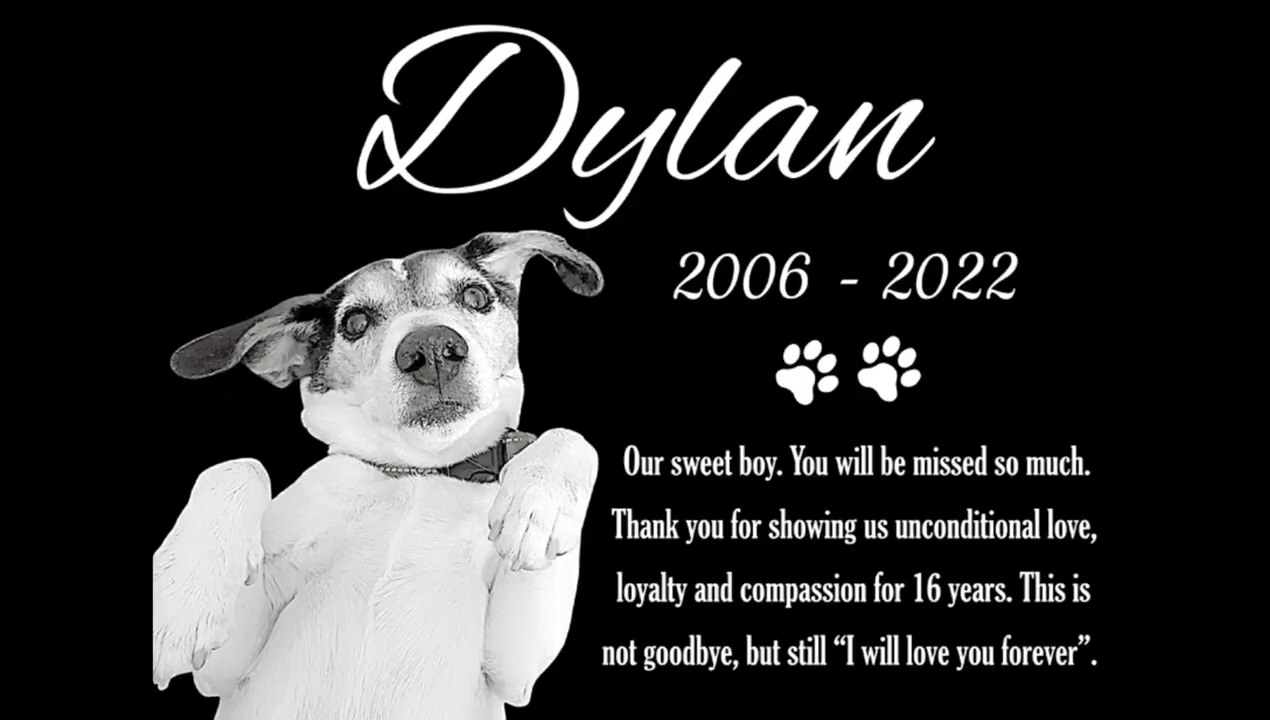 Dylan
2006 - 2022
Our sweet boy. You will be missed so much.
Thank you for showing us unconditional love,
loyalty and compassion for 16 years. This is
not goodbye, but still “I will love you forever”.